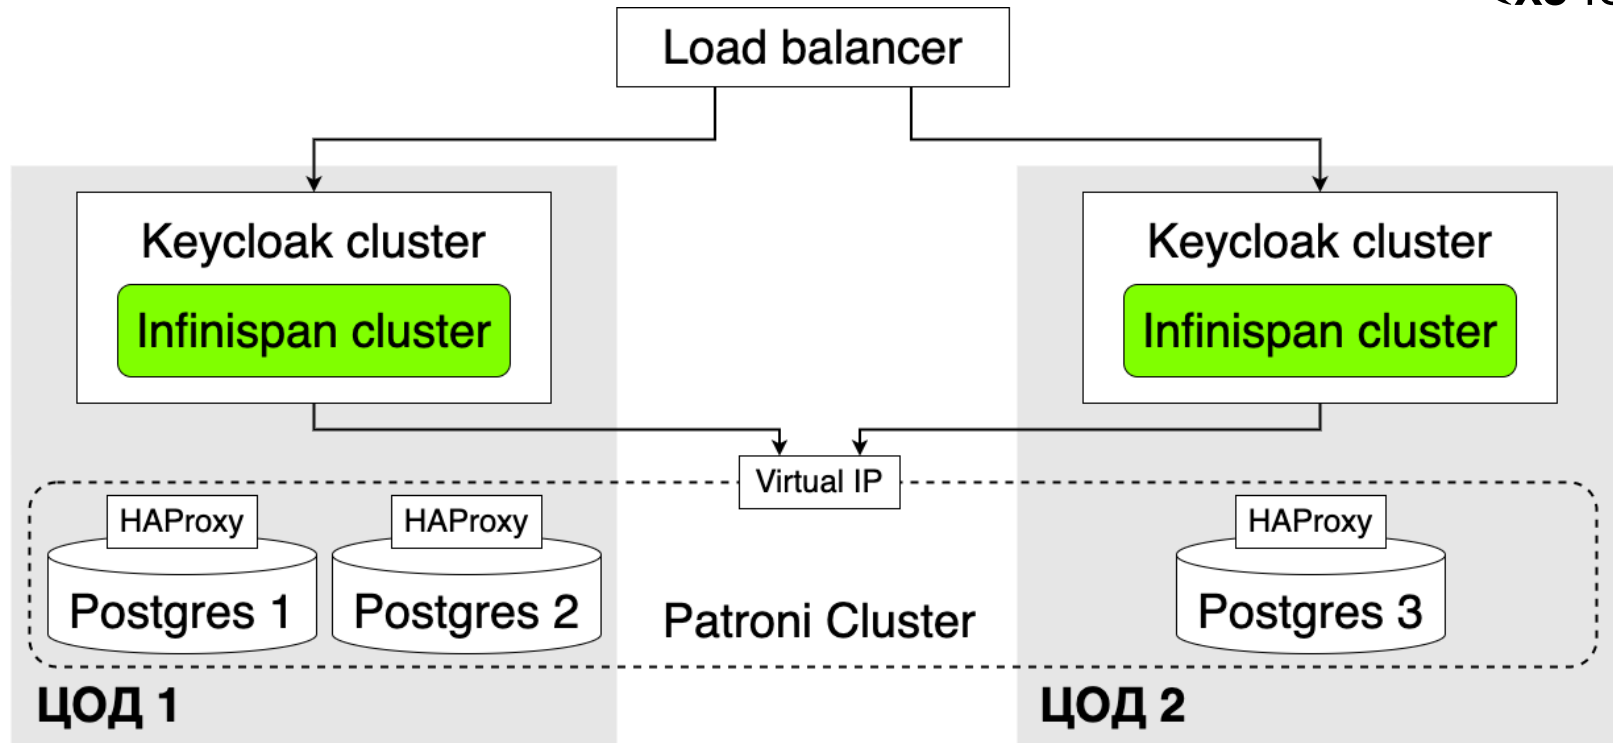 Load balancer
Keycloak cluster
Infinispan cluster
Keycloak cluster
Infinispan cluster
Virtual IP
HAProxy
Postgres 1
HAProxy
Postgres 2
Patroni Cluster
HAProxy
Postgres 3
ЦОД 1
ЦОД 2